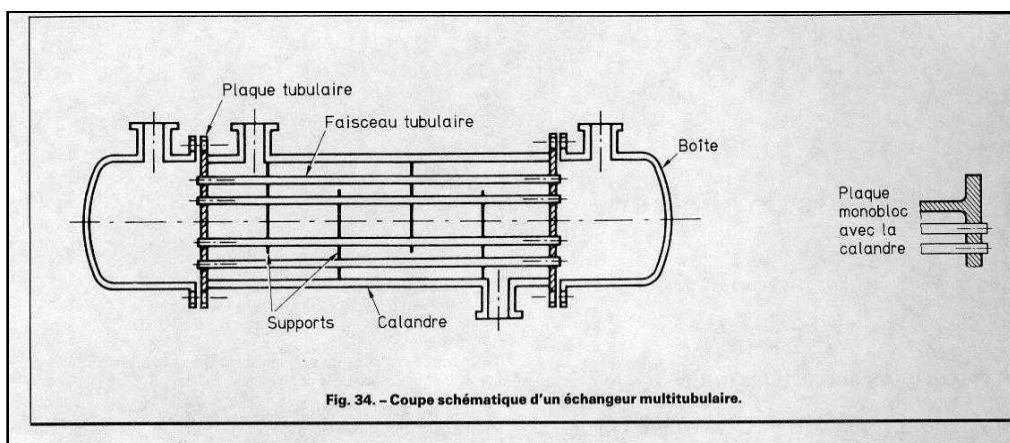 Plaque tubulaire
Faisceau tubulaire
Boîte
Plaque
monobloc
avec la
calandre
Supports
Calandre
Fig. 34. – Coupe schématique d'un échangeur multitubulaire.